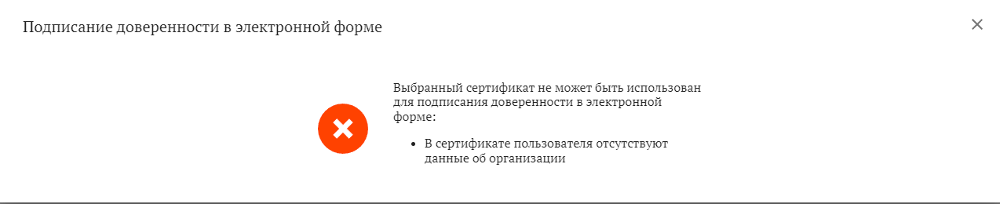 Подписание доверенности в электронной форме
Выбранный сертификат не может быть использован
для подписания доверенности в электронной
форме:
• В сертификате пользователя отсутствуют
данные об организации